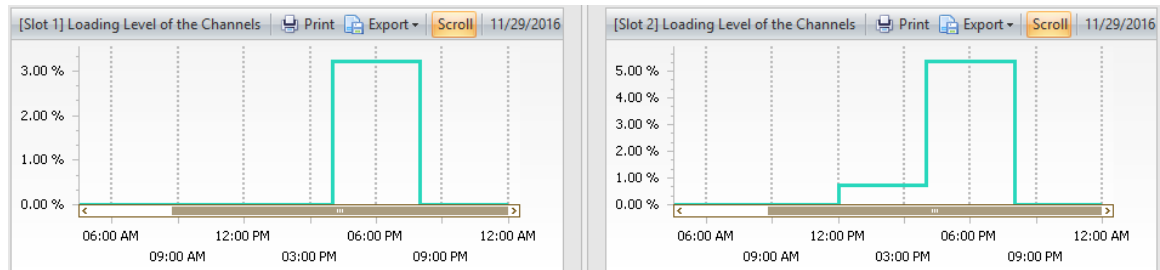 [Slot 1] Loading Level of the Channels Print Export Scroll 11/29/2016
3.00 %
2.00 %
1.00 %
0.00 %
06:00 AM 12:00 PM 06:00 PM 12:00 AM
09:00 AM 03:00 PM 09:00 PM
[Slot 2] Loading Level of the Channels Print Export Scroll 11/29/2016
5.00 %
4.00 %
3.00 %
2.00 %
1.00 %
0.00 %
06:00 AM 12:00 PM 06:00 PM 12:00 AM
09:00 AM 03:00 PM 09:00 PM